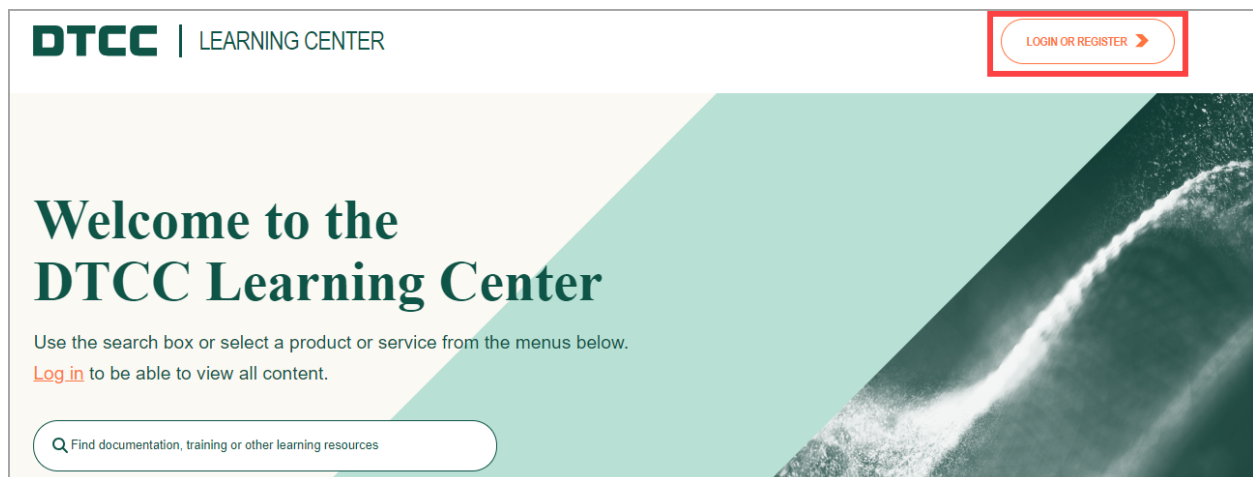 DTCC | LEARNING CENTER
LOGIN OR REGISTER
Welcome to the
DTCC Learning Center
Use the search box or select a product or service from the menus below.
Log in to be able to view all content.
Find documentation, training or other learning resources